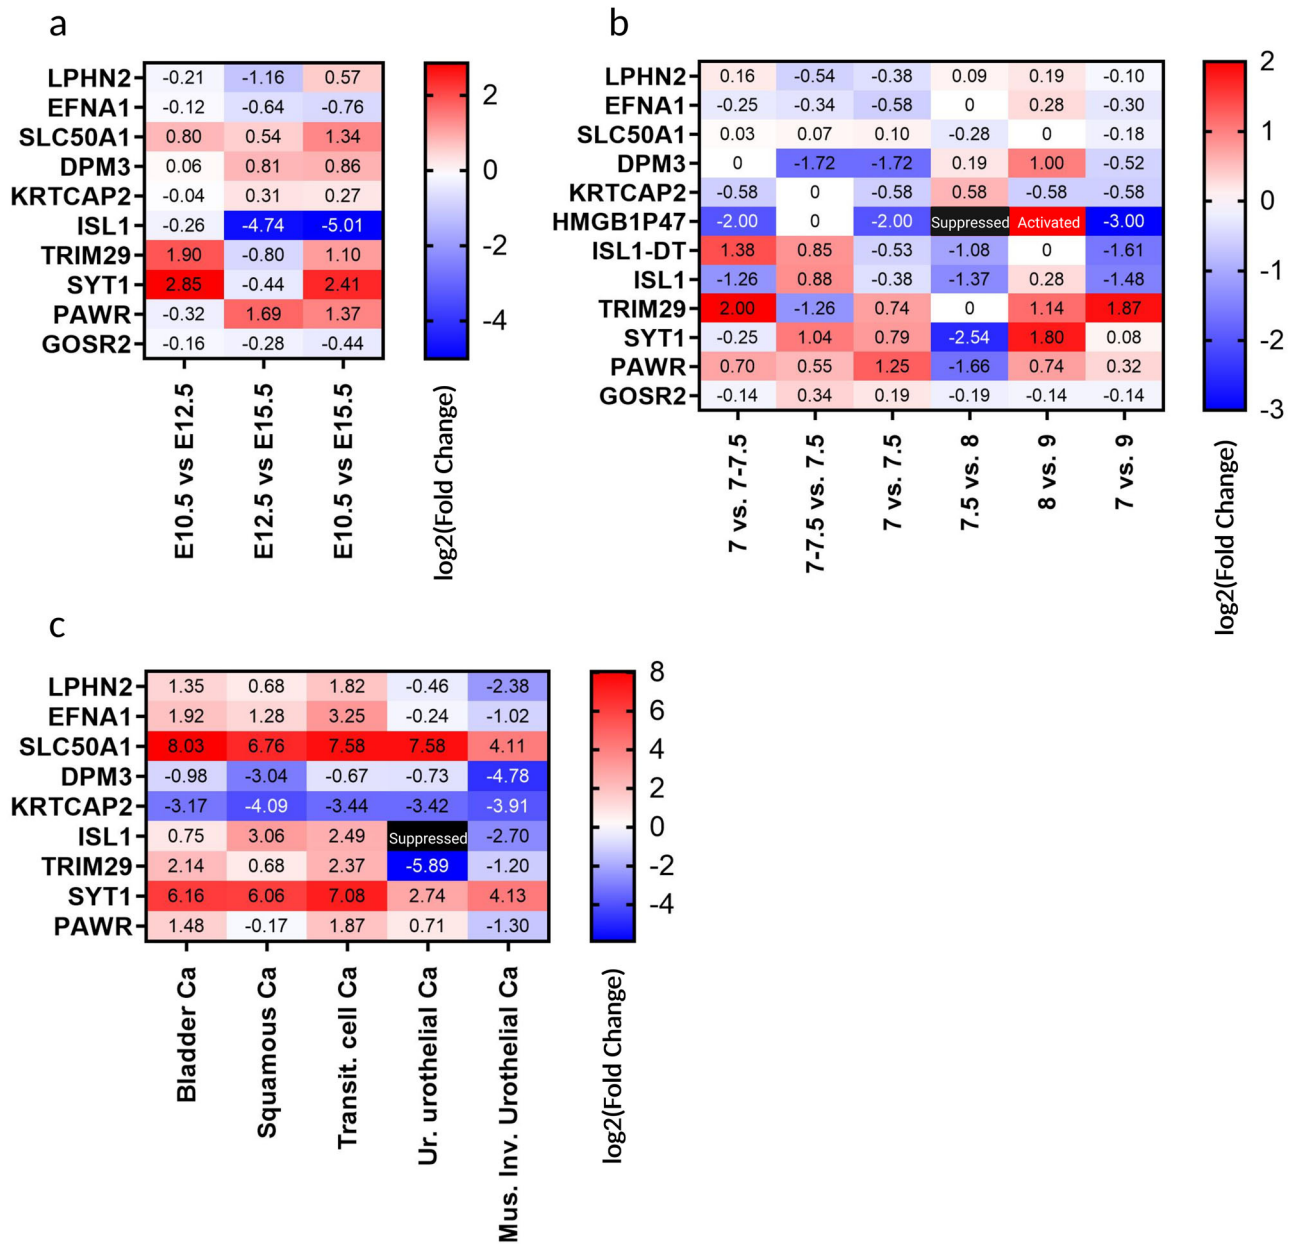 a
LPHN2 -0.21 -1.16 0.57
EFNA1 -0.12 -0.64 -0.76
SLC50A1 0.80 0.54 1.34
DPM3 0.06 0.81 0.86
KRTCAP2 -0.04 0.31 0.27
ISL1 -0.26 -4.74 -5.01
TRIM29 1.90 -0.80 1.10
SYT1 2.85 -0.44 2.41
PAWR -0.32 1.69 1.37
GOSR2 -0.16 -0.28 -0.44
E10.5 vs E12.5
E12.5 vs E15.5
E10.5 vs E15.5
2
0
-2
-4
log2(Fold Change)
b
LPHN2 0.16 -0.54 -0.38 0.09 0.19 -0.10
EFNA1 -0.25 -0.34 -0.58 0 0.28 -0.30
SLC50A1 0.03 0.07 0.10 -0.28 0 -0.18
DPM3 0 -1.72 -1.72 0.19 1.00 -0.52
KRTCAP2 -0.58 0 -0.58 0.58 -0.58 -0.58
HMGB1P47 -2.00 0 -2.00 Suppressed Activated -3.00
ISL1-DT 1.38 0.85 -0.53 -1.08 0 -1.61
ISL1 -1.26 0.88 -0.38 -1.37 0.28 -1.48
TRIM29 2.00 -1.26 0.74 0 1.14 1.87
SYT1 -0.25 1.04 0.79 -2.54 1.80 0.08
PAWR 0.70 0.55 1.25 -1.66 0.74 0.32
GOSR2 -0.14 0.34 0.19 -0.19 -0.14 -0.14
7 vs. 7-7.5
7-7.5 vs. 7.5
7 vs. 7.5
7.5 vs. 8
8 vs. 9
7 vs. 9
2
1
0
-1
-2
-3
log2(Fold Change)
c
LPHN2 1.35 0.68 1.82 -0.46 -2.38
EFNA1 1.92 1.28 3.25 -0.24 -1.02
SLC50A1 8.03 6.76 7.58 7.58 4.11
DPM3 -0.98 -3.04 -0.67 -0.73 -4.78
KRTCAP2 -3.17 -4.09 -3.44 -3.42 -3.91
ISL1 0.75 3.06 2.49 Suppressed -2.70
TRIM29 2.14 0.68 2.37 -5.89 -1.20
SYT1 6.16 6.06 7.08 2.74 4.13
PAWR 1.48 -0.17 1.87 0.71 -1.30
Bladder Ca
Squamous Ca
Transit. cell Ca
Ur. urothelial Ca
Mus. Inv. Urothelial Ca
8
6
4
2
0
-2
-4
log2(Fold Change)